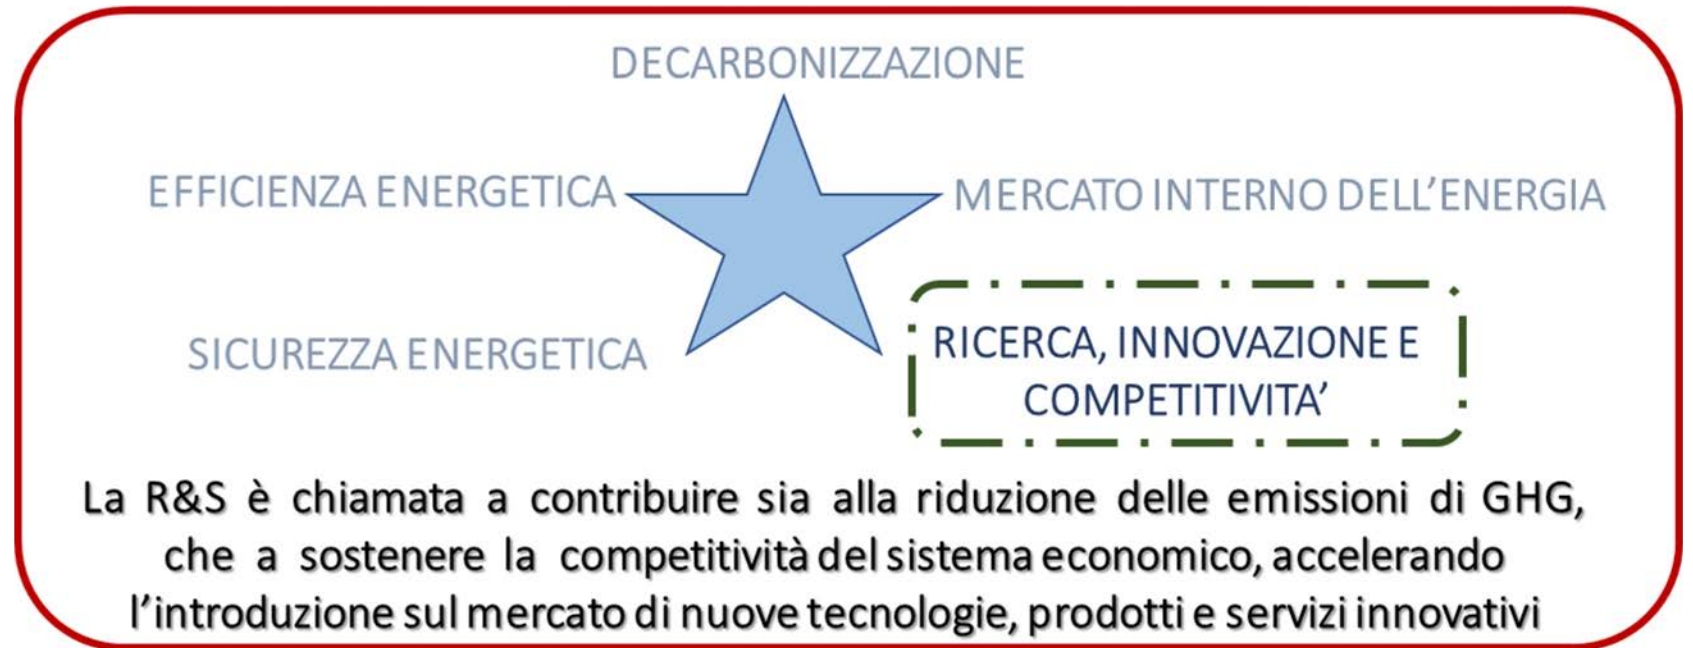 DECARBONIZZAZIONE
EFFICIENZA ENERGETICA
MERCATO INTERNO DELL’ENERGIA
SICUREZZA ENERGETICA
RICERCA, INNOVAZIONE E
COMPETITIVITA’
La R&S è chiamata a contribuire sia alla riduzione delle emissioni di GHG,
che a sostenere la competitività del sistema economico, accelerando
l’introduzione sul mercato di nuove tecnologie, prodotti e servizi innovativi